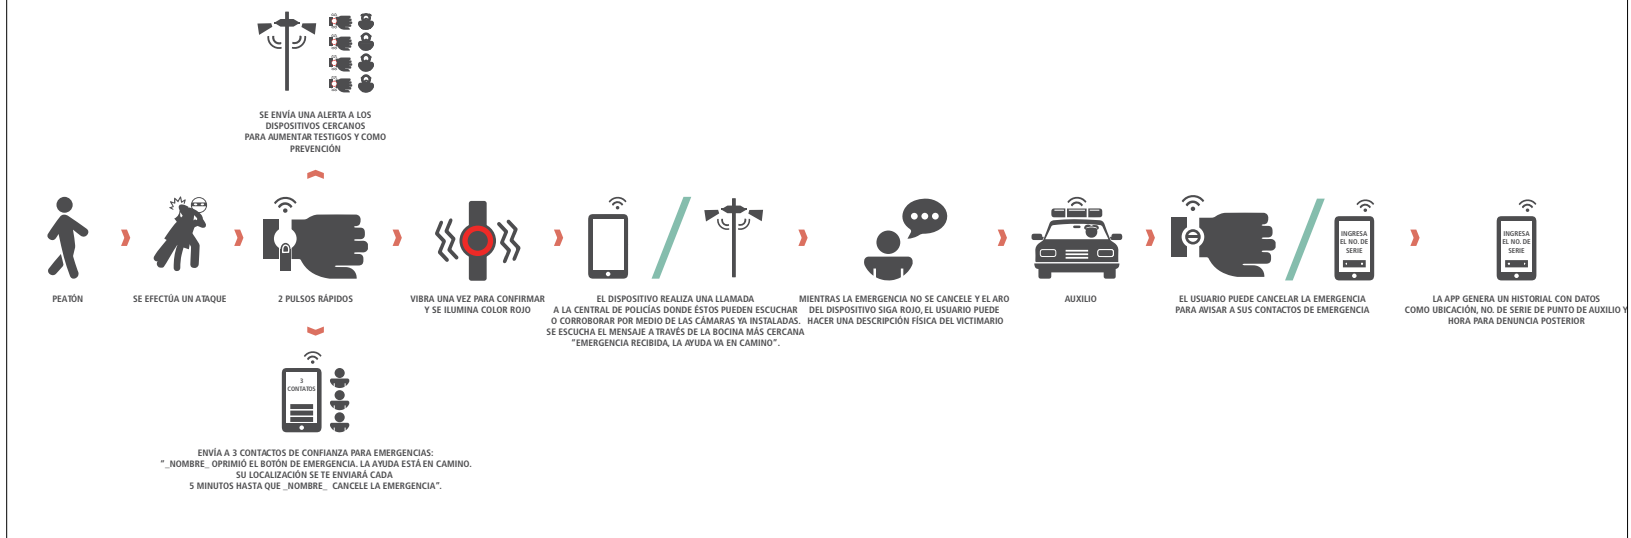 SE ENVÍA UNA ALERTA A LOS
DISPOSITIVOS CERCANOS
PARA AUMENTAR TESTIGOS Y COMO
PREVENCIÓN
PEATÓN
SE EFECTÚA UN ATAQUE
2 PULSOS RÁPIDOS
VIBRA UNA VEZ PARA CONFIRMAR
Y SE ILUMINA COLOR ROJO
EL DISPOSITIVO REALIZA UNA LLAMADA
A LA CENTRAL DE POLICÍAS DONDE ÉSTOS PUEDEN ESCUCHAR
O CORROBORAR POR MEDIO DE LAS CÁMARAS YA INSTALADAS.
SE ESCUCHA EL MENSAJE A TRAVÉS DE LA BOCINA MÁS CERCANA
"EMERGENCIA RECIBIDA, LA AYUDA VA EN CAMINO".
MIENTRAS LA EMERGENCIA NO SE CANCELE Y EL ARO
DEL DISPOSITIVO SIGA ROJO, EL USUARIO PUEDE
HACER UNA DESCRIPCIÓN FÍSICA DEL VICTIMARIO
AUXILIO
INGRESA
EL NO. DE
SERIE
EL USUARIO PUEDE CANCELAR LA EMERGENCIA
PARA AVISAR A SUS CONTACTOS DE EMERGENCIA
INGRESA
EL NO. DE
SERIE
LA APP GENERA UN HISTORIAL CON DATOS
COMO UBICACIÓN, NO. DE SERIE DE PUNTO DE AUXILIO Y
HORA PARA DENUNCIA POSTERIOR
3
CONTATOS
ENVÍA A 3 CONTACTOS DE CONFIANZA PARA EMERGENCIAS:
"_NOMBRE_ OPRIMIÓ EL BOTÓN DE EMERGENCIA. LA AYUDA ESTÁ EN CAMINO.
SU LOCALIZACIÓN SE TE ENVIARÁ CADA
5 MINUTOS HASTA QUE _NOMBRE_ CANCELE LA EMERGENCIA".